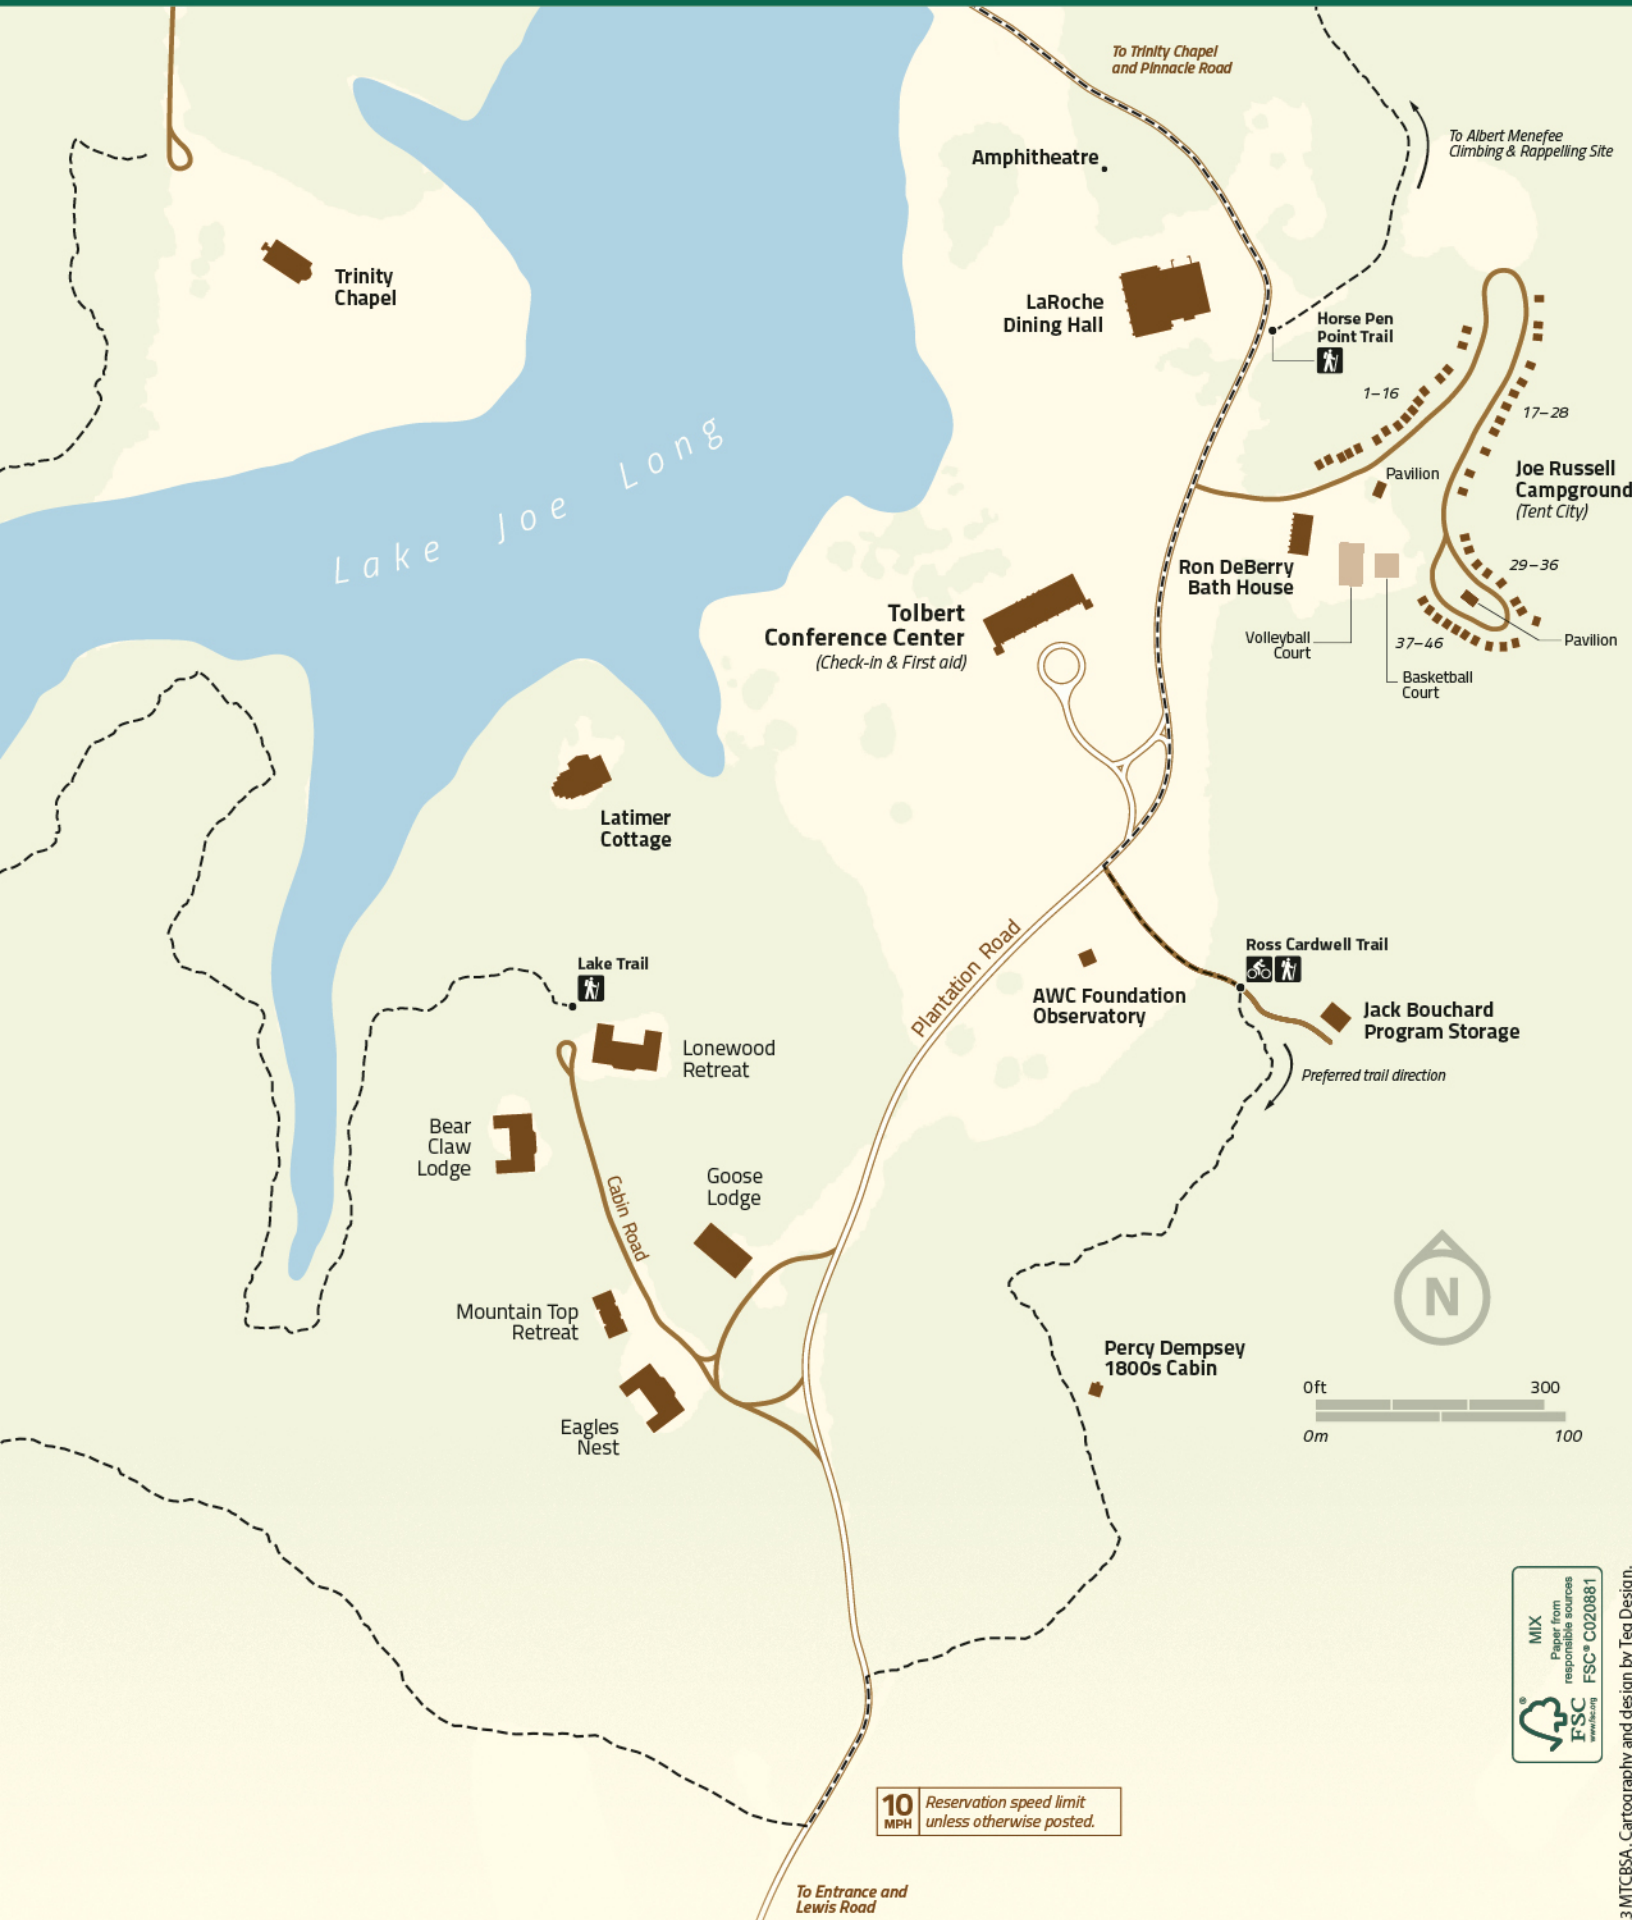 To Trinity Chapel
and Pinnacle Road
To Albert Menefee
Climbing & Rappelling Site
Amphitheatre
Trinity
Chapel
LaRoche
Dining Hall
Horse Pen
Point Trail
1–16
17–28
Lake Joe Long
Pavilion
Joe Russell
Campground
(Tent City)
Ron DeBerry
Bath House
29–36
Tolbert
Conference Center
(Check-in & First aid)
Volleyball
Court
37–46
Pavilion
Basketball
Court
Latimer
Cottage
Plantation Road
Ross Cardwell Trail
Lake Trail
AWC Foundation
Observatory
Jack Bouchard
Program Storage
Lonewood
Retreat
Preferred trail direction
Bear
Claw
Lodge
Goose
Lodge
Cabin Road
N
Mountain Top
Retreat
Percy Dempsey
1800s Cabin
0ft 300
0m 100
Eagles
Nest
MIX
Paper from
responsible sources
FSC® C020881
®
FSC
www.fsc.org
3 MTCBSA. Cartography and design by Teg Design.
10
MPH
Reservation speed limit
unless otherwise posted.
To Entrance and
Lewis Road